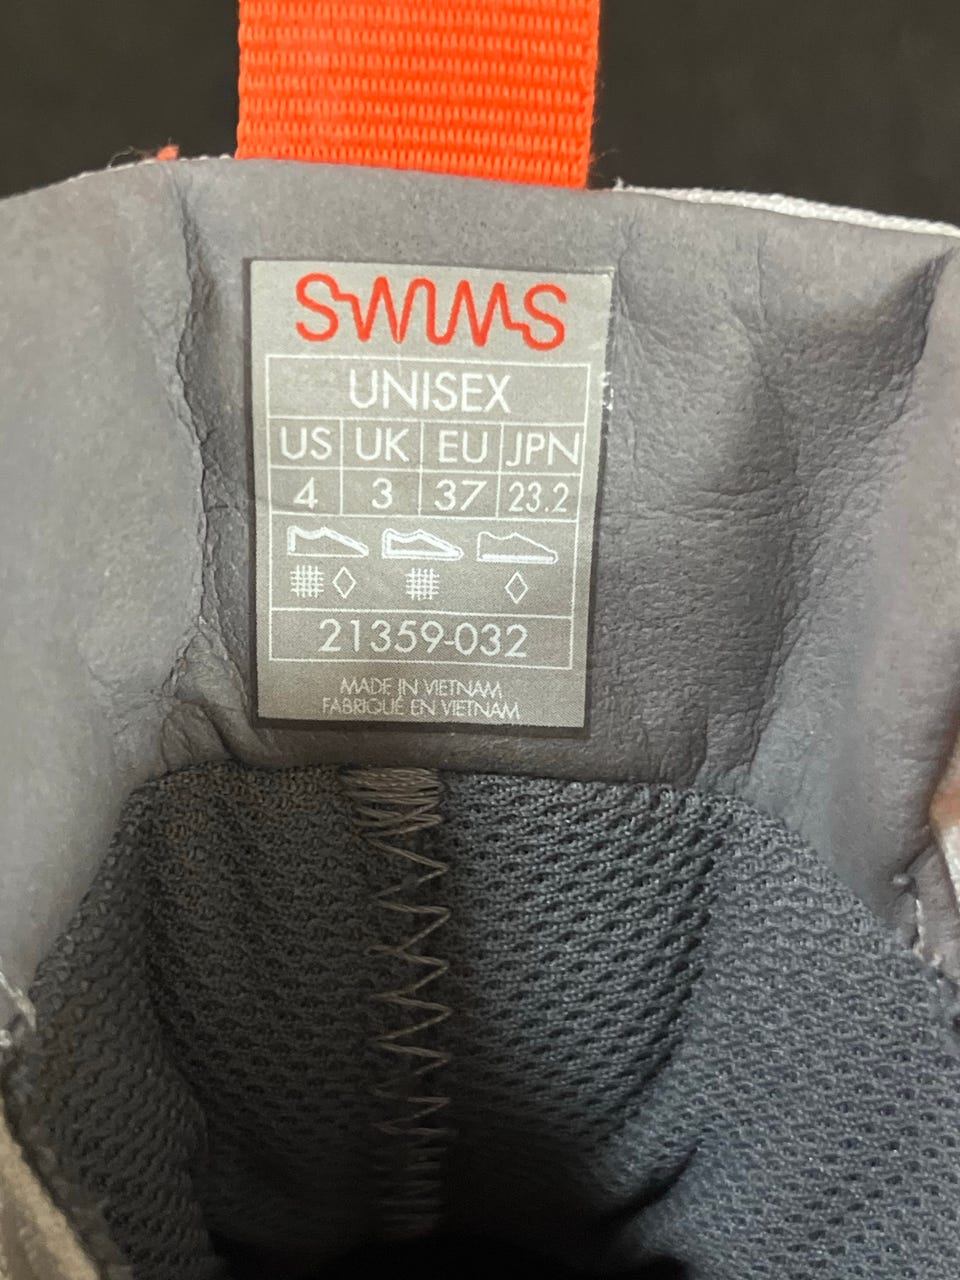 SWIMS
UNISEX
US UK EU JPN
4 3 37 23.2
21359-032
MADE IN VIETNAM
FABRIQUÉ EN VIETNAM